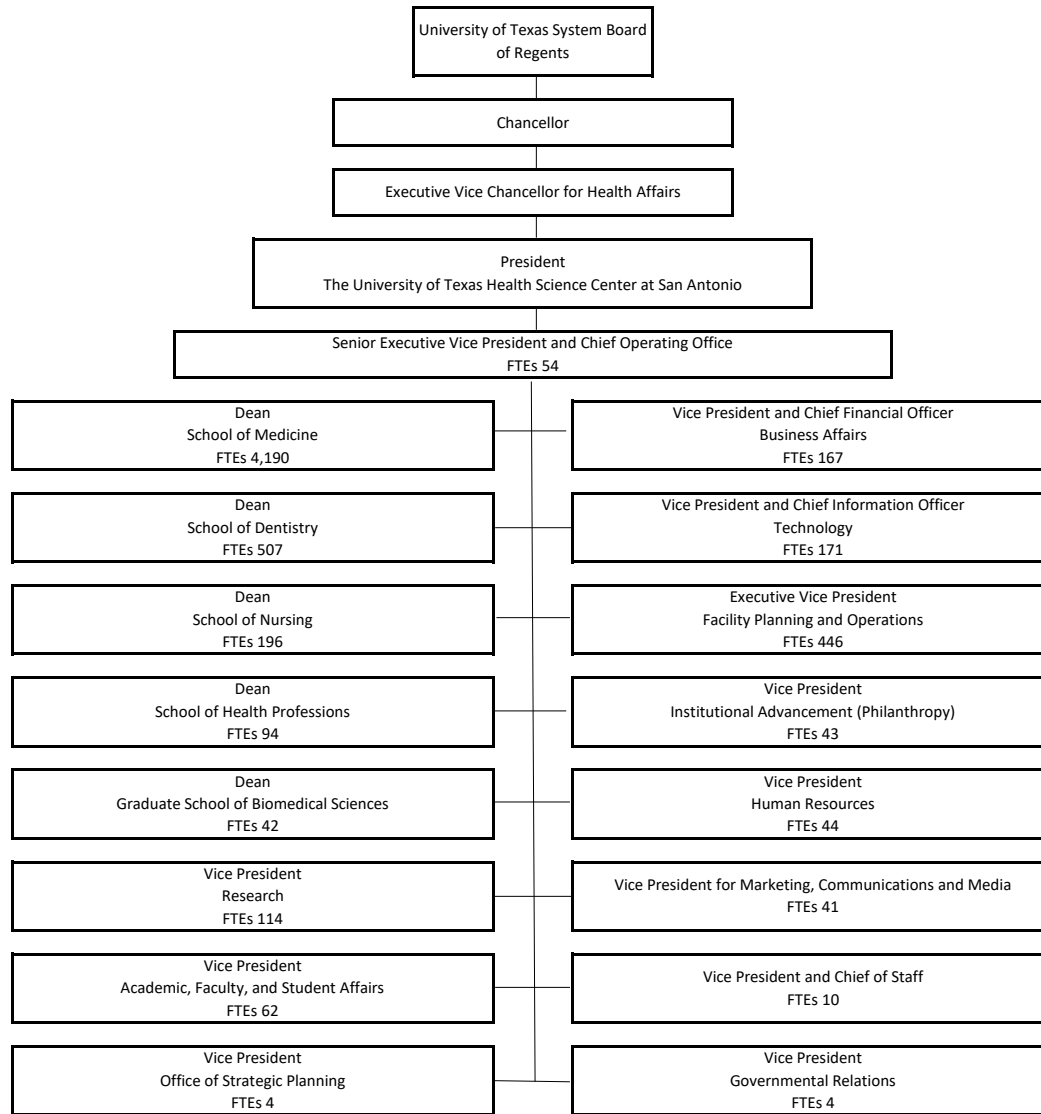 University of Texas System Board
of Regents
Chancellor
Executive Vice Chancellor for Health Affairs
President
The University of Texas Health Science Center at San Antonio
Senior Executive Vice President and Chief Operating Office
FTEs 54
Dean
School of Medicine
FTEs 4,190
Vice President and Chief Financial Officer
Business Affairs
FTEs 167
Dean
School of Dentistry
FTEs 507
Vice President and Chief Information Officer
Technology
FTEs 171
Dean
School of Nursing
FTEs 196
Executive Vice President
Facility Planning and Operations
FTEs 446
Dean
School of Health Professions
FTEs 94
Vice President
Institutional Advancement (Philanthropy)
FTEs 43
Dean
Graduate School of Biomedical Sciences
FTEs 42
Vice President
Human Resources
FTEs 44
Vice President
Research
FTEs 114
Vice President for Marketing, Communications and Media
FTEs 41
Vice President
Academic, Faculty, and Student Affairs
FTEs 62
Vice President and Chief of Staff
FTEs 10
Vice President
Office of Strategic Planning
FTEs 4
Vice President
Governmental Relations
FTEs 4